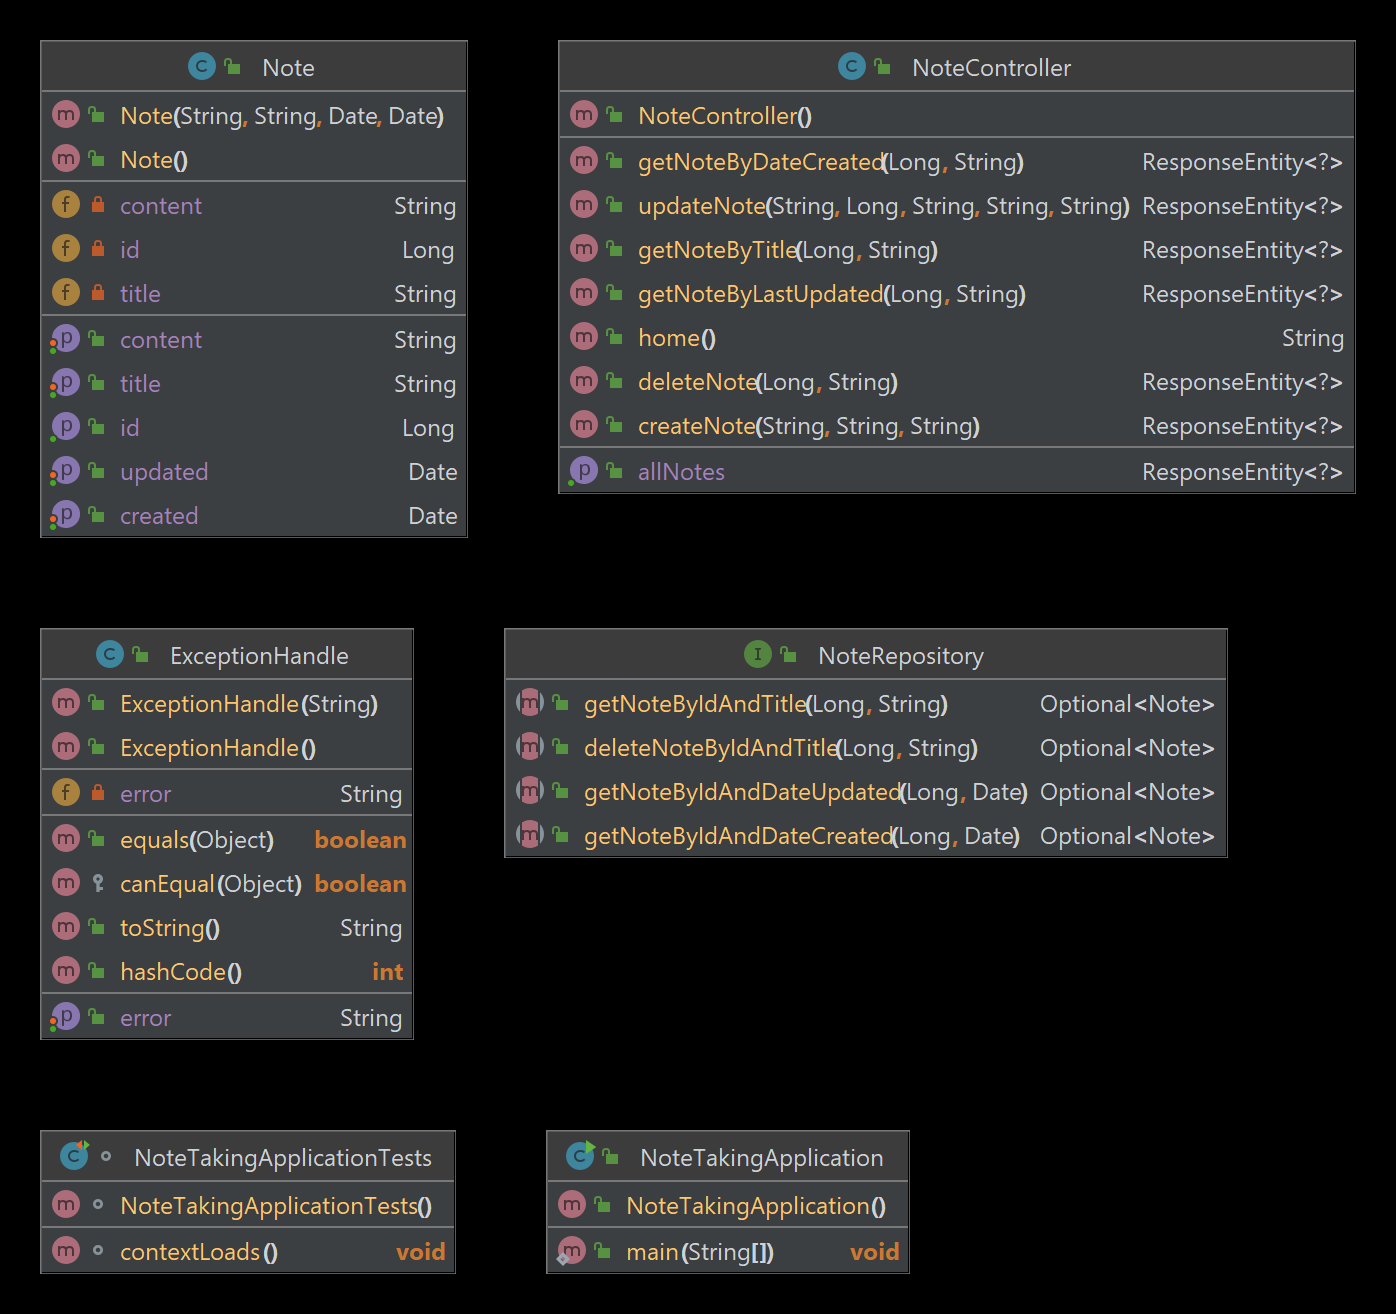 Note
Note(String, String, Date, Date)
Note()
content String
id Long
title String
content String
title String
id Long
updated Date
created Date
NoteController
NoteController()
getNoteByDateCreated(Long, String) ResponseEntity<?>
updateNote(String, Long, String, String, String) ResponseEntity<?>
getNoteByTitle(Long, String) ResponseEntity<?>
getNoteByLastUpdated(Long, String) ResponseEntity<?>
home() String
deleteNote(Long, String) ResponseEntity<?>
createNote(String, String, String) ResponseEntity<?>
allNotes ResponseEntity<?>
ExceptionHandle
ExceptionHandle(String)
ExceptionHandle()
error String
equals(Object) boolean
canEqual(Object) boolean
toString() String
hashCode() int
error String
NoteRepository
getNoteByIdAndTitle(Long, String) Optional<Note>
deleteNoteByIdAndTitle(Long, String) Optional<Note>
getNoteByIdAndDateUpdated(Long, Date) Optional<Note>
getNoteByIdAndDateCreated(Long, Date) Optional<Note>
NoteTakingApplicationTests
NoteTakingApplicationTests()
contextLoads() void
NoteTakingApplication
NoteTakingApplication()
main(String[]) void